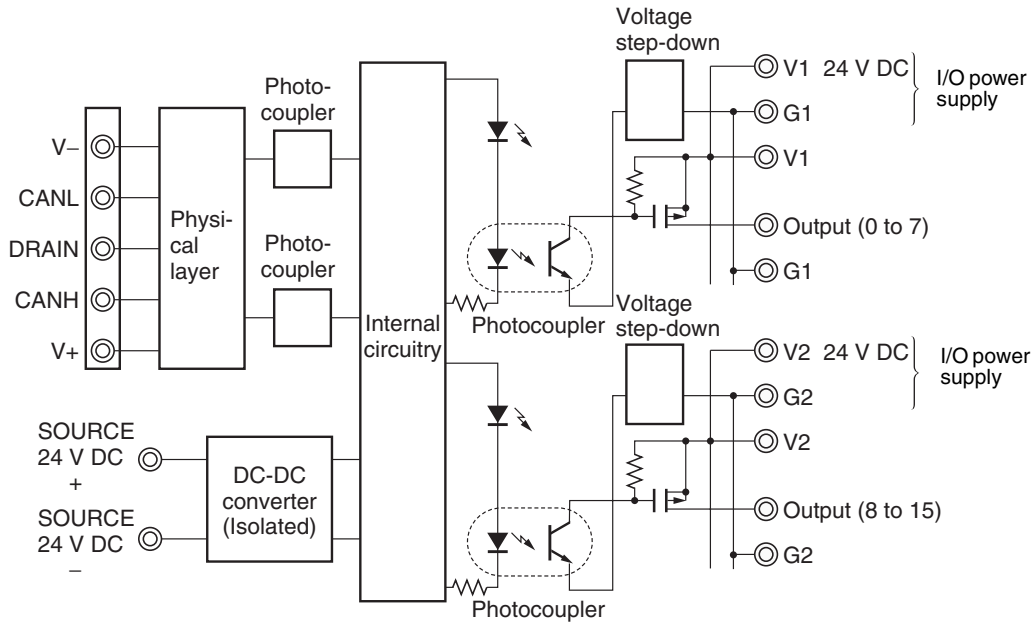 Voltage
step-down
V1 24 V DC
I/O power
supply
G1
V1
Output (0 to 7)
G1
Photo-
coupler
V–
CANL
DRAIN
CANH
V+
Physi-
cal
layer
Photo-
coupler
Internal
circuitry
Photocoupler
Voltage
step-down
V2 24 V DC
I/O power
supply
G2
V2
Output (8 to 15)
G2
SOURCE
24 V DC
+
SOURCE
24 V DC
–
DC-DC
converter
(Isolated)
Photocoupler